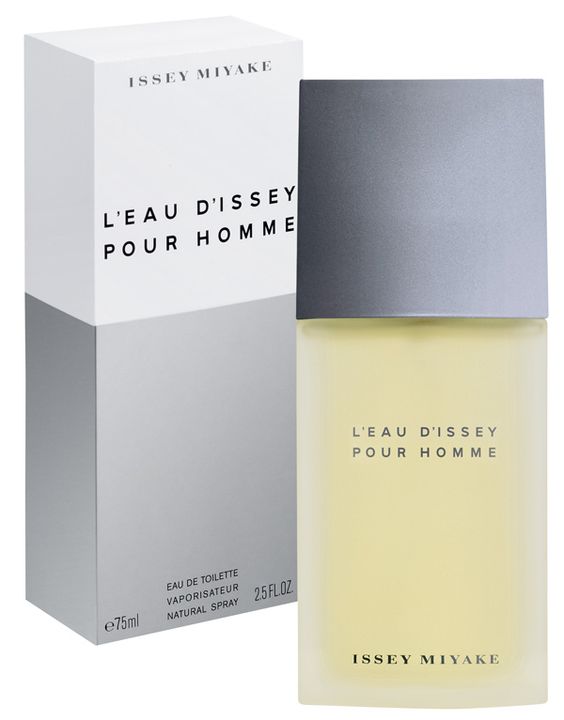 ISSEY MIYAKE
L'EAU D'ISSEY
POUR HOMME
EAU DE TOILETTE
VAPORISATEUR
NATURAL SPRAY
℮75ml
2.5 FL.OZ.
L'EAU D'ISSEY
POUR HOMME
ISSEY MIYAKE